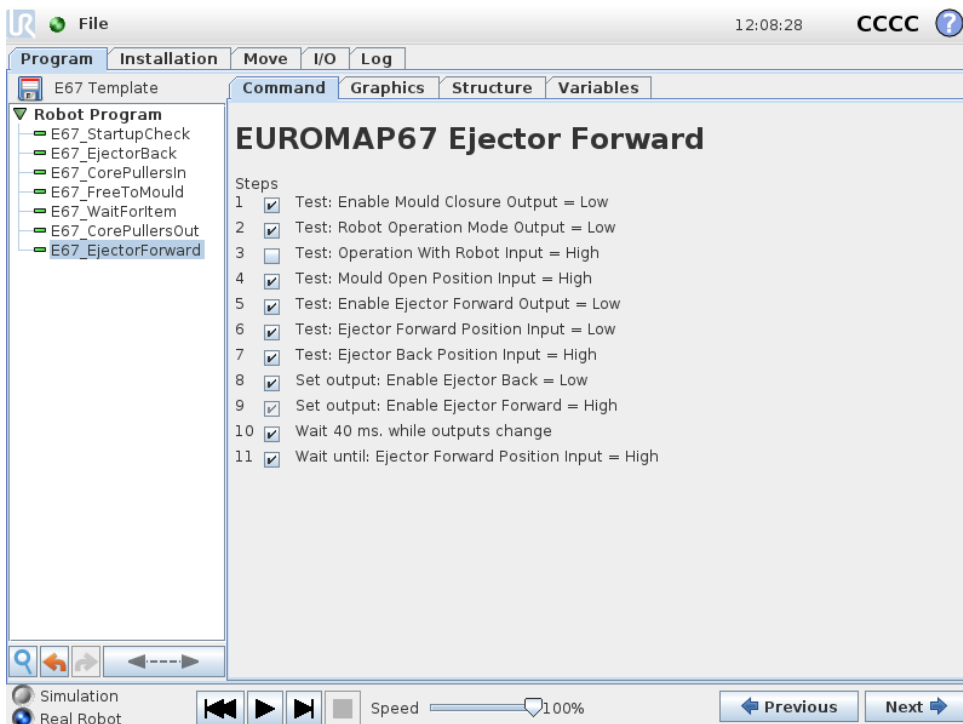 UR File 12:08:28 CCCC ?
Program Installation Move I/O Log
E67 Template
Command Graphics Structure Variables
Robot Program
E67_StartupCheck
E67_EjectorBack
E67_CorePullersIn
E67_FreeToMould
E67_WaitForItem
E67_CorePullersOut
E67_EjectorForward
EUROMAP67 Ejector Forward
Steps
1 Test: Enable Mould Closure Output = Low
2 Test: Robot Operation Mode Output = Low
3 Test: Operation With Robot Input = High
4 Test: Mould Open Position Input = High
5 Test: Enable Ejector Forward Output = Low
6 Test: Ejector Forward Position Input = Low
7 Test: Ejector Back Position Input = High
8 Set output: Enable Ejector Back = Low
9 Set output: Enable Ejector Forward = High
10 Wait 40 ms. while outputs change
11 Wait until: Ejector Forward Position Input = High
Simulation
Real Robot
Speed 100%
Previous Next